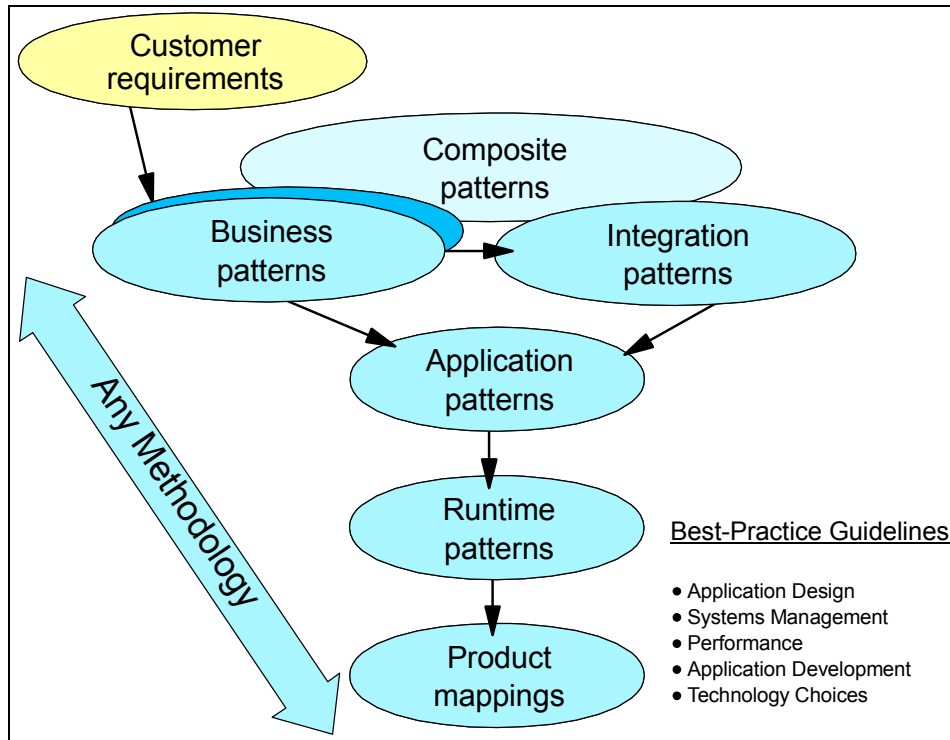 Customer
requirements
Composite
patterns
Business
patterns
Integration
patterns
Application
patterns
Any Methodology
Runtime
patterns
Best-Practice Guidelines
● Application Design
● Systems Management
● Performance
● Application Development
● Technology Choices
Product
mappings